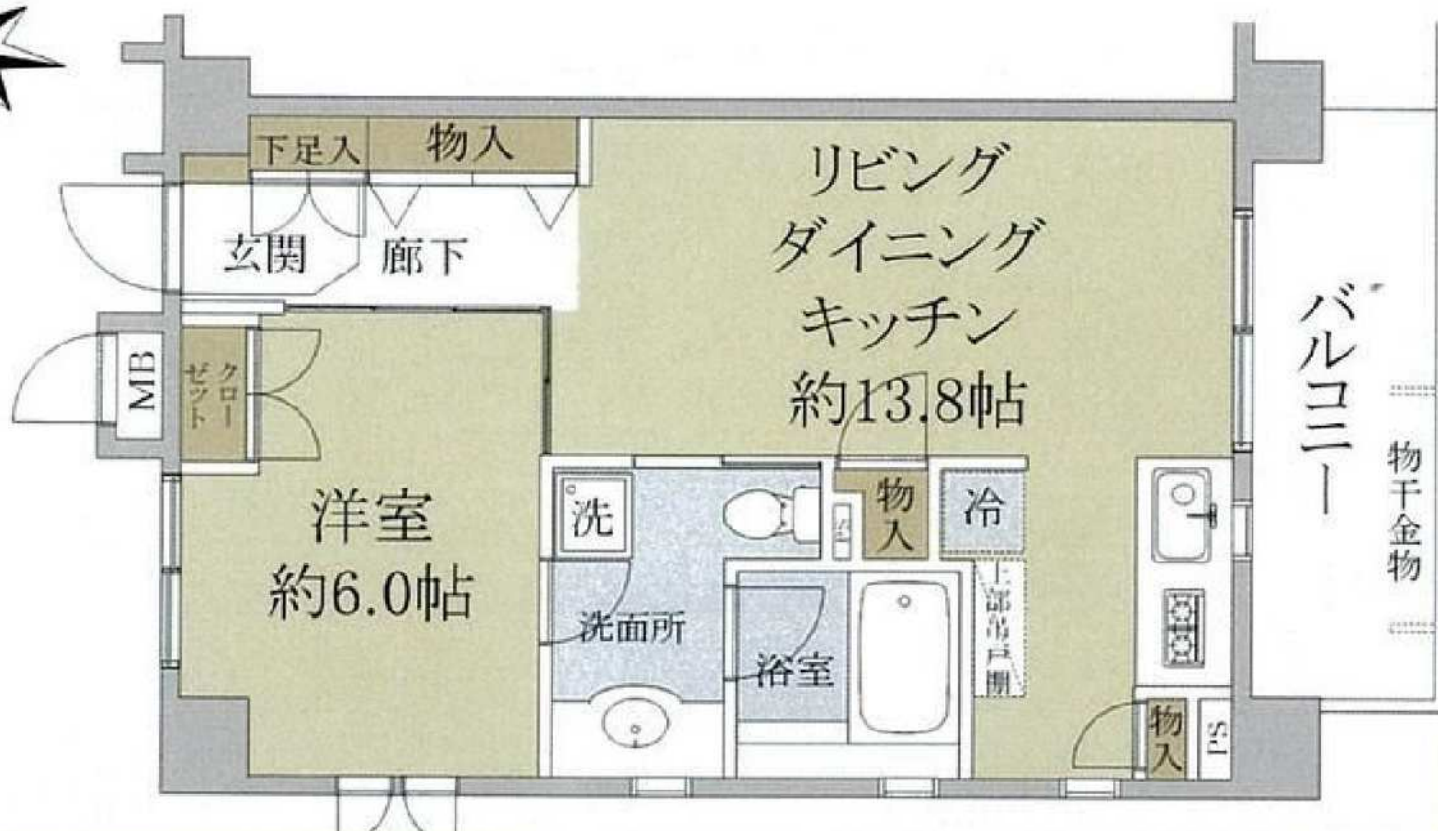 下足入
物入
玄関
廊下
リビング
ダイニング
キッチン
約13.8帖
バルコニー
物干金物
MB
クロー
ゼット
洋室
約6.0帖
洗
洗面所
浴室
PS
物入
冷
上部吊戸棚
物入
PS